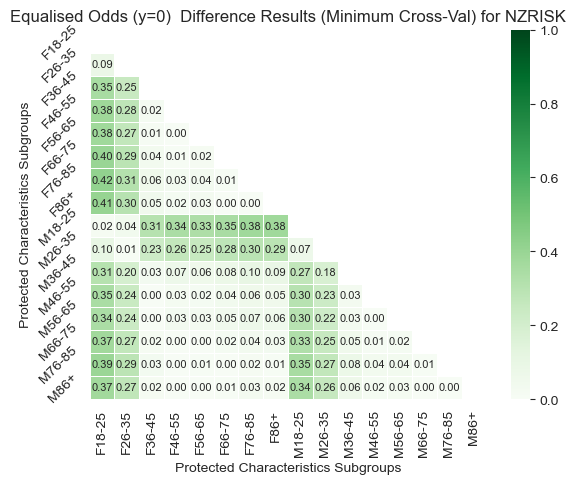 Equalised Odds (y=0)  Difference Results (Minimum Cross-Val) for NZRISK
Protected Characteristics Subgroups
F18-25
F26-35 0.09
F36-45 0.35 0.25
F46-55 0.38 0.28 0.02
F56-65 0.38 0.27 0.01 0.00
F66-75 0.40 0.29 0.04 0.01 0.02
F76-85 0.42 0.31 0.06 0.03 0.04 0.01
F86+ 0.41 0.30 0.05 0.02 0.03 0.00 0.00
M18-25 0.02 0.04 0.31 0.34 0.33 0.35 0.38 0.38
M26-35 0.10 0.01 0.23 0.26 0.25 0.28 0.30 0.29 0.07
M36-45 0.31 0.20 0.03 0.07 0.06 0.08 0.10 0.09 0.27 0.18
M46-55 0.35 0.24 0.00 0.03 0.02 0.04 0.06 0.05 0.30 0.23 0.03
M56-65 0.34 0.24 0.00 0.03 0.03 0.05 0.07 0.06 0.30 0.22 0.03 0.00
M66-75 0.37 0.27 0.02 0.00 0.00 0.02 0.04 0.03 0.33 0.25 0.05 0.01 0.02
M76-85 0.39 0.29 0.03 0.00 0.01 0.00 0.02 0.01 0.35 0.27 0.08 0.04 0.04 0.01
M86+ 0.37 0.27 0.02 0.00 0.00 0.01 0.03 0.02 0.34 0.26 0.06 0.02 0.03 0.00 0.00
F18-25 F26-35 F36-45 F46-55 F56-65 F66-75 F76-85 F86+ M18-25 M26-35 M36-45 M46-55 M56-65 M66-75 M76-85 M86+
Protected Characteristics Subgroups
1.0
0.8
0.6
0.4
0.2
0.0